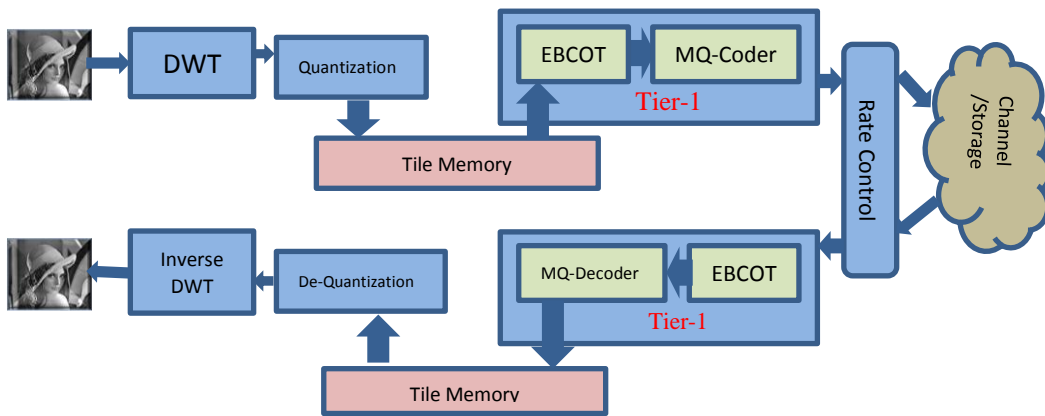 DWT
Quantization
EBCOT
MQ-Coder
Tier-1
Tile Memory
Rate Control
Channel
/Storage
Inverse
DWT
De-Quantization
MQ-Decoder
EBCOT
Tier-1
Tile Memory